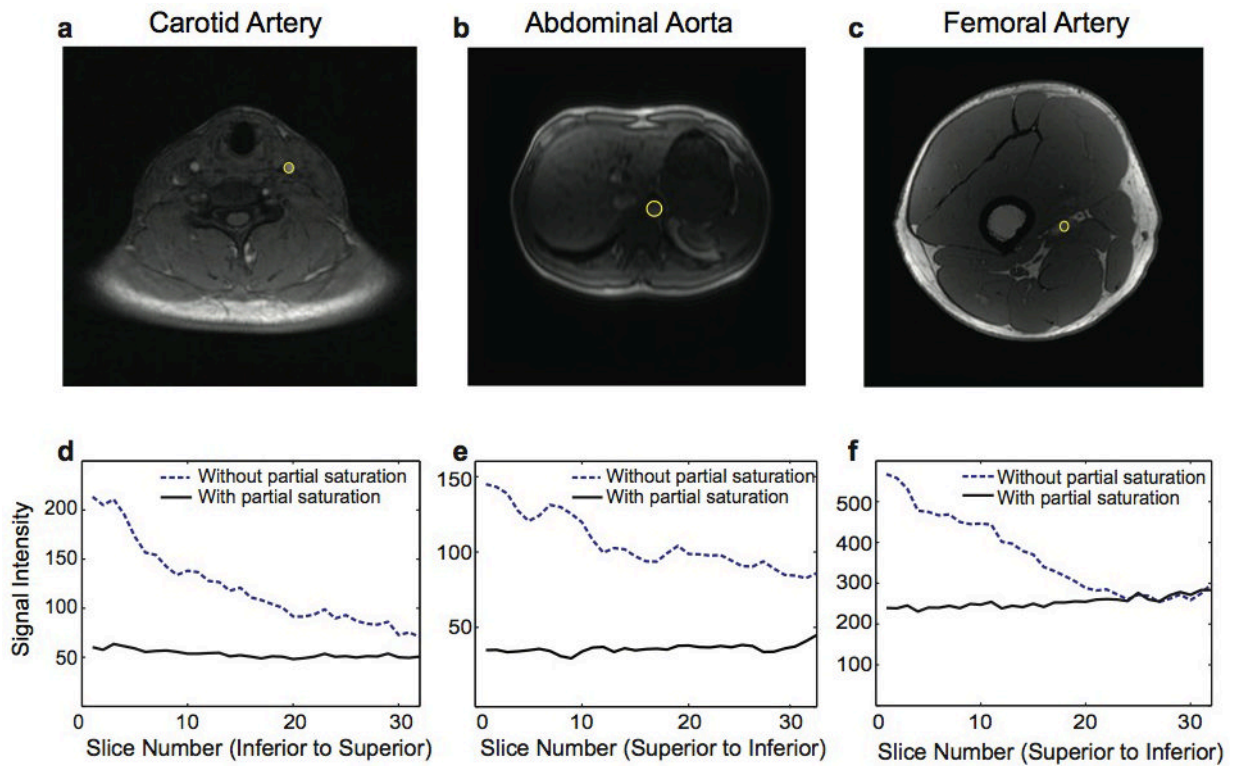 a Carotid Artery
b Abdominal Aorta
c Femoral Artery
d
Without partial saturation
With partial saturation
200
150
100
50
0 10 20 30
Signal Intensity
Slice Number (Inferior to Superior)
e
Without partial saturation
With partial saturation
150
100
50
0 10 20 30
Slice Number (Superior to Inferior)
f
Without partial saturation
With partial saturation
500
400
300
200
100
0 10 20 30
Slice Number (Superior to Inferior)